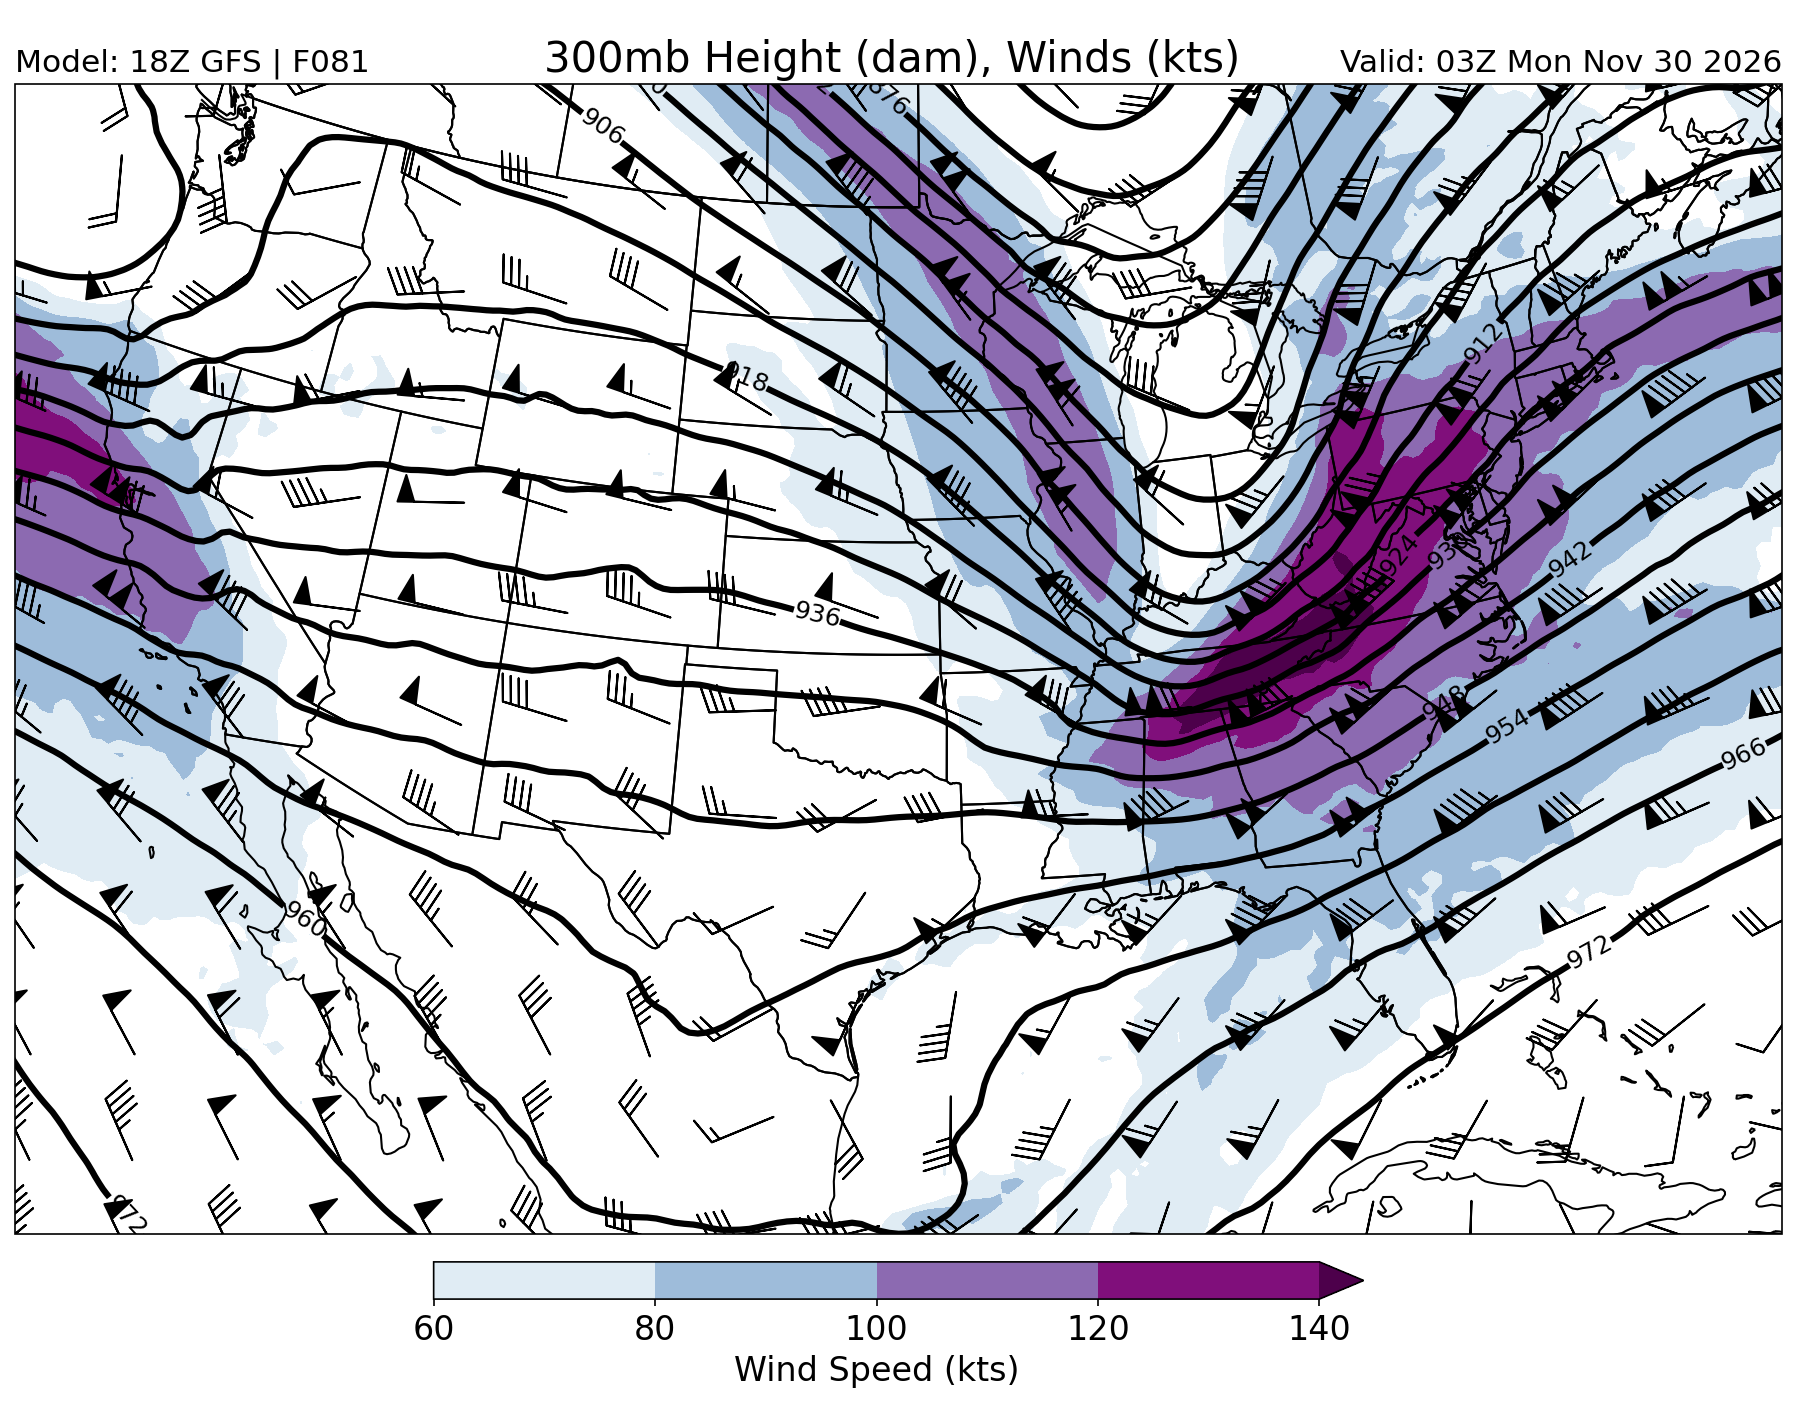 Model: 18Z GFS | F081
300mb Height (dam), Winds (kts)
Valid: 03Z Mon Nov 30 2026
876
906
912
918
924
930
942
936
948
954
966
960
972
972
60 80 100 120 140
Wind Speed (kts)